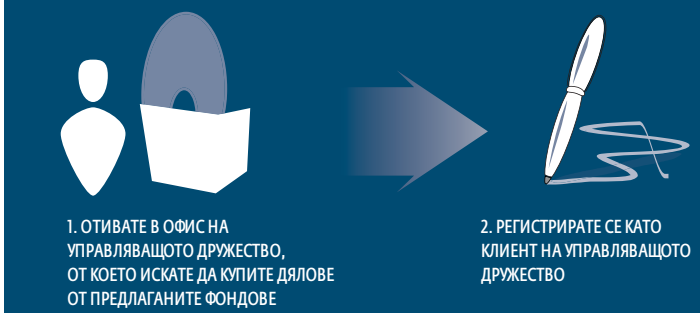 1. ОТИВАТЕ В ОФИС НА
УПРАВЛЯВАЩОТО ДРУЖЕСТВО,
ОТ КОЕТО ИСКАТЕ ДА КУПИТЕ ДЯЛОВЕ
ОТ ПРЕДЛАГАНИТЕ ФОНДОВЕ
2. РЕГИСТРИРАТЕ СЕ КАТО
КЛИЕНТ НА УПРАВЛЯВАЩОТО
ДРУЖЕСТВО